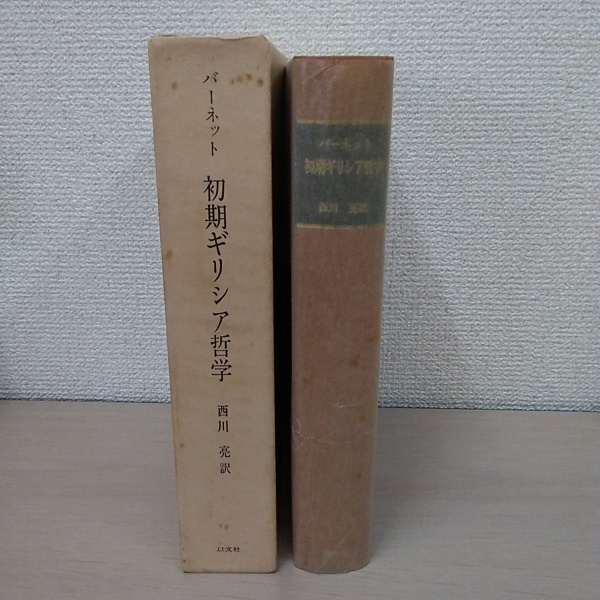 バーネット
初期ギリシア哲学
西川 亮 訳
以文社
バーネット
初期ギリシア哲学
西川 亮訳